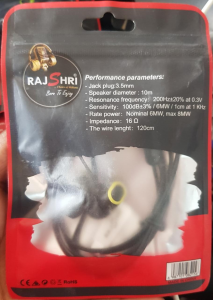 RAJSHRI
Born To Enjoy
Performance parameters:
- Jack plug:3.5mm
- Speaker diameter : 10m
- Resonance frequency: 200Hz±20% at 0.3V
- Sensitivity: 100dB±3% / 6MW / 1cm at 1 KHz
- Rate power: Nominal 6MW, max 8MW
- Impedance: 16 Ω
- The wire lenght: 120cm